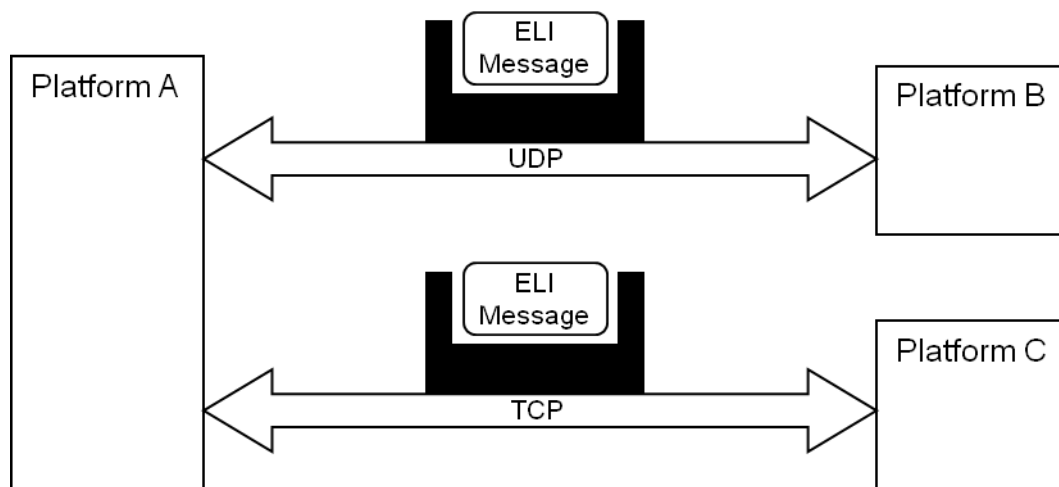 ELI
Message
Platform A
Platform B
UDP
ELI
Message
Platform C
TCP